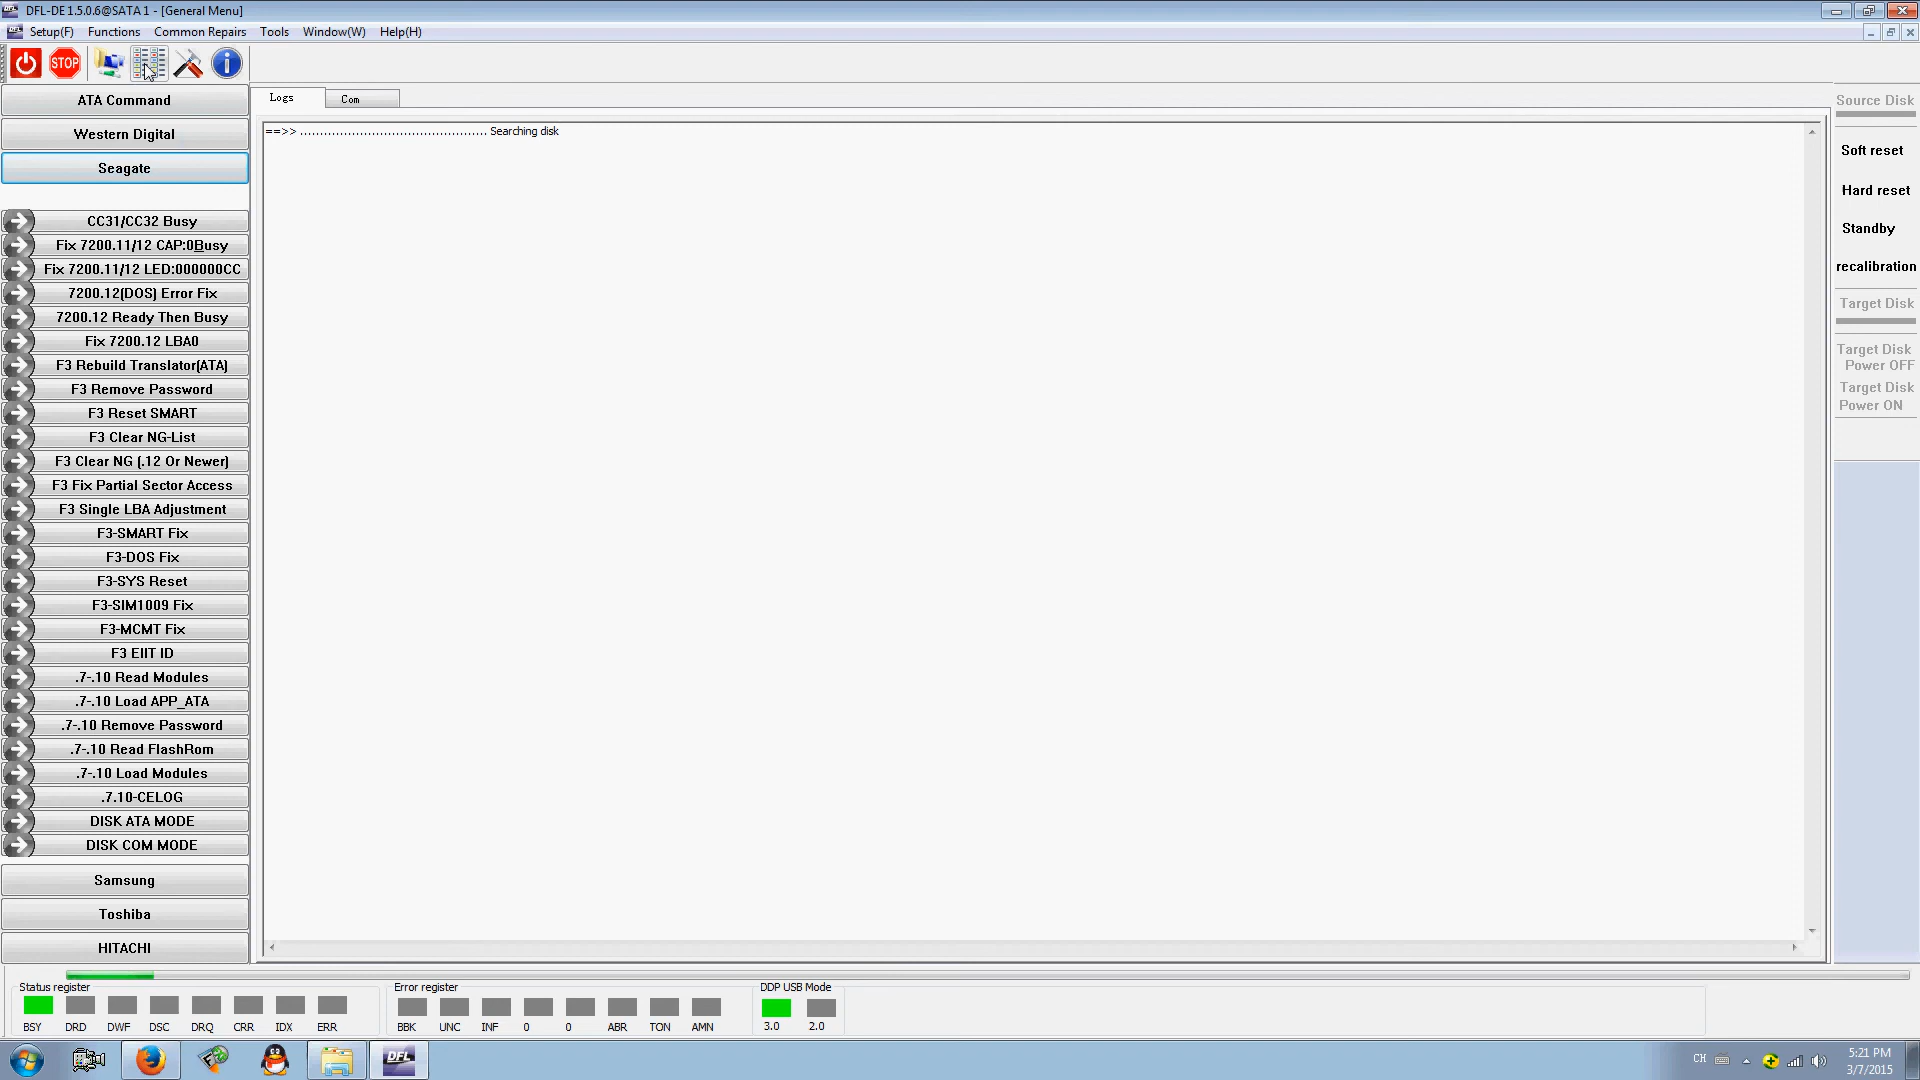 DFL-DE 1.5.0.6@SATA 1 - [General Menu]
Setup(F) Functions Common Repairs Tools Window(W) Help(H)
STOP
ATA Command
Western Digital
Seagate
CC31/CC32 Busy
Fix 7200.11/12 CAP:0Busy
Fix 7200.11/12 LED:000000CC
7200.12(DOS) Error Fix
7200.12 Ready Then Busy
Fix 7200.12 LBA0
F3 Rebuild Translator(ATA)
F3 Remove Password
F3 Reset SMART
F3 Clear NG-List
F3 Clear NG (.12 Or Newer)
F3 Fix Partial Sector Access
F3 Single LBA Adjustment
F3-SMART Fix
F3-DOS Fix
F3-SYS Reset
F3-SIM1009 Fix
F3-MCMT Fix
F3 EIIT ID
.7-.10 Read Modules
.7-.10 Load APP_ATA
.7-.10 Remove Password
.7-.10 Read FlashRom
.7-.10 Load Modules
.7.10-CELOG
DISK ATA MODE
DISK COM MODE
Samsung
Toshiba
HITACHI
Logs Com
==>> ............................................... Searching disk
Source Disk
Soft reset
Hard reset
Standby
recalibration
Target Disk
Target Disk
Power OFF
Target Disk
Power ON
Status register
BSY DRD DWF DSC DRQ CRR IDX ERR
Error register
BBK UNC INF 0 0 ABR TON AMN
DDP USB Mode
3.0 2.0
DFL
CH
5:21 PM
3/7/2015